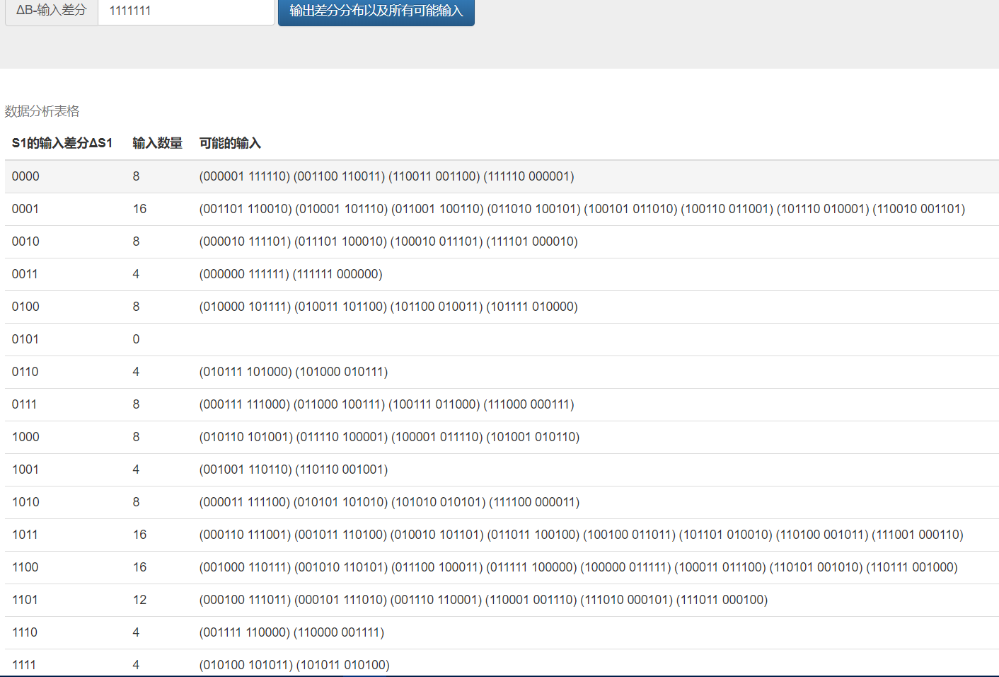 ΔB-输入差分 1111111 输出差分分布以及所有可能输入
数据分析表格
S1的输入差分ΔS1 输入数量 可能的输入
0000 8 (000001 111110) (001100 110011) (110011 001100) (111110 000001)
0001 16 (001101 110010) (010001 101110) (011001 100110) (011010 100101) (100101 011010) (100110 011001) (101110 010001) (110010 001101)
0010 8 (000010 111101) (011101 100010) (100010 011101) (111101 000010)
0011 4 (000000 111111) (111111 000000)
0100 8 (010000 101111) (010011 101100) (101100 010011) (101111 010000)
0101 0
0110 4 (010111 101000) (101000 010111)
0111 8 (000111 111000) (011000 100111) (100111 011000) (111000 000111)
1000 8 (010110 101001) (011110 100001) (100001 011110) (101001 010110)
1001 4 (001001 110110) (110110 001001)
1010 8 (000011 111100) (010101 101010) (101010 010101) (111100 000011)
1011 16 (000110 111001) (001011 110100) (010010 101101) (011011 100100) (100100 011011) (101101 010010) (110100 001011) (111001 000110)
1100 16 (001000 110111) (001010 110101) (011100 100011) (011111 100000) (100000 011111) (100011 011100) (110101 001010) (110111 001000)
1101 12 (000100 111011) (000101 111010) (001110 110001) (110001 001110) (111010 000101) (111011 000100)
1110 4 (001111 110000) (110000 001111)
1111 4 (010100 101011) (101011 010100)